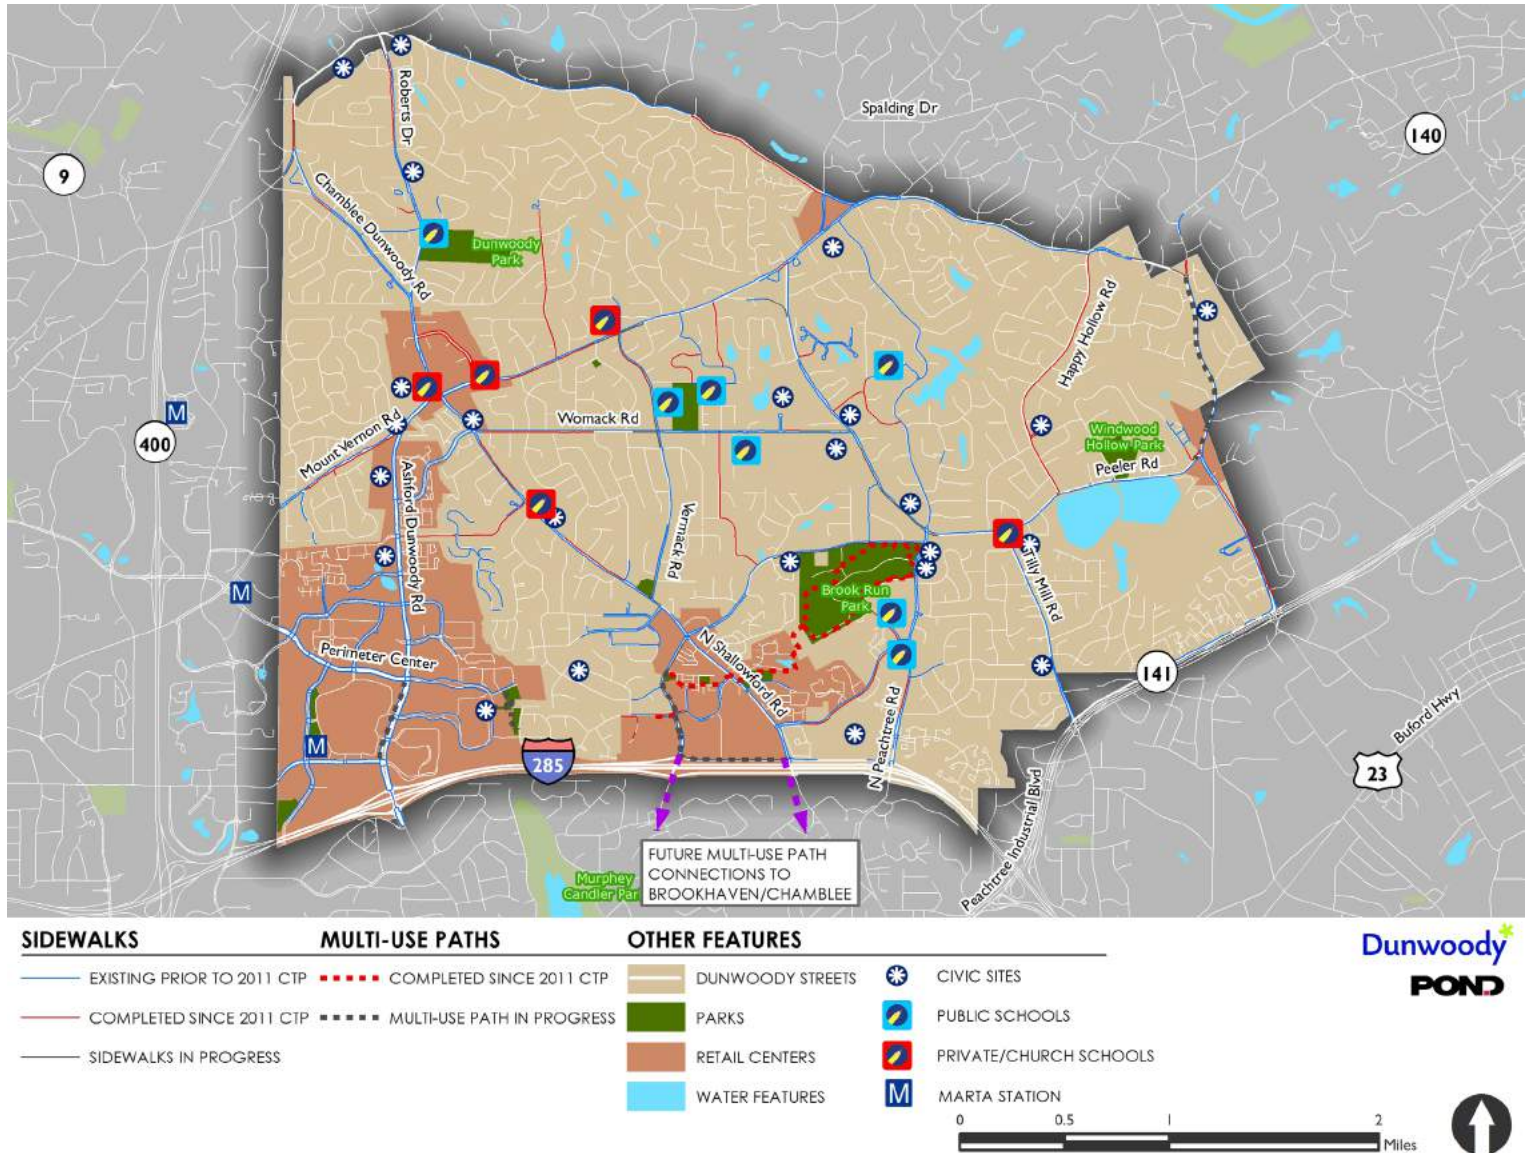 Spalding Dr
140
9
Roberts Dr
Chamblee Dunwoody Rd
Dunwoody
Park
Happy Hollow Rd
M
400
Mount Vernon Rd
Womack Rd
Windwood
Hollow Park
Peeler Rd
Ashford Dunwoody Rd
Vermack Rd
M
Brook Run
Park
Tilly Mill Rd
Perimeter Center
N Shallowford Rd
141
N Peachtree Rd
M
285
Buford Hwy
23
Peachtree Industrial Blvd
Murphey
Candler Par
FUTURE MULTI-USE PATH
CONNECTIONS TO
BROOKHAVEN/CHAMBLEE
SIDEWALKS
EXISTING PRIOR TO 2011 CTP
COMPLETED SINCE 2011 CTP
SIDEWALKS IN PROGRESS
MULTI-USE PATHS
COMPLETED SINCE 2011 CTP
MULTI-USE PATH IN PROGRESS
OTHER FEATURES
DUNWOODY STREETS
PARKS
RETAIL CENTERS
WATER FEATURES
CIVIC SITES
PUBLIC SCHOOLS
PRIVATE/CHURCH SCHOOLS
M MARTA STATION
Dunwoody
POND
0 0.5 1 2
Miles